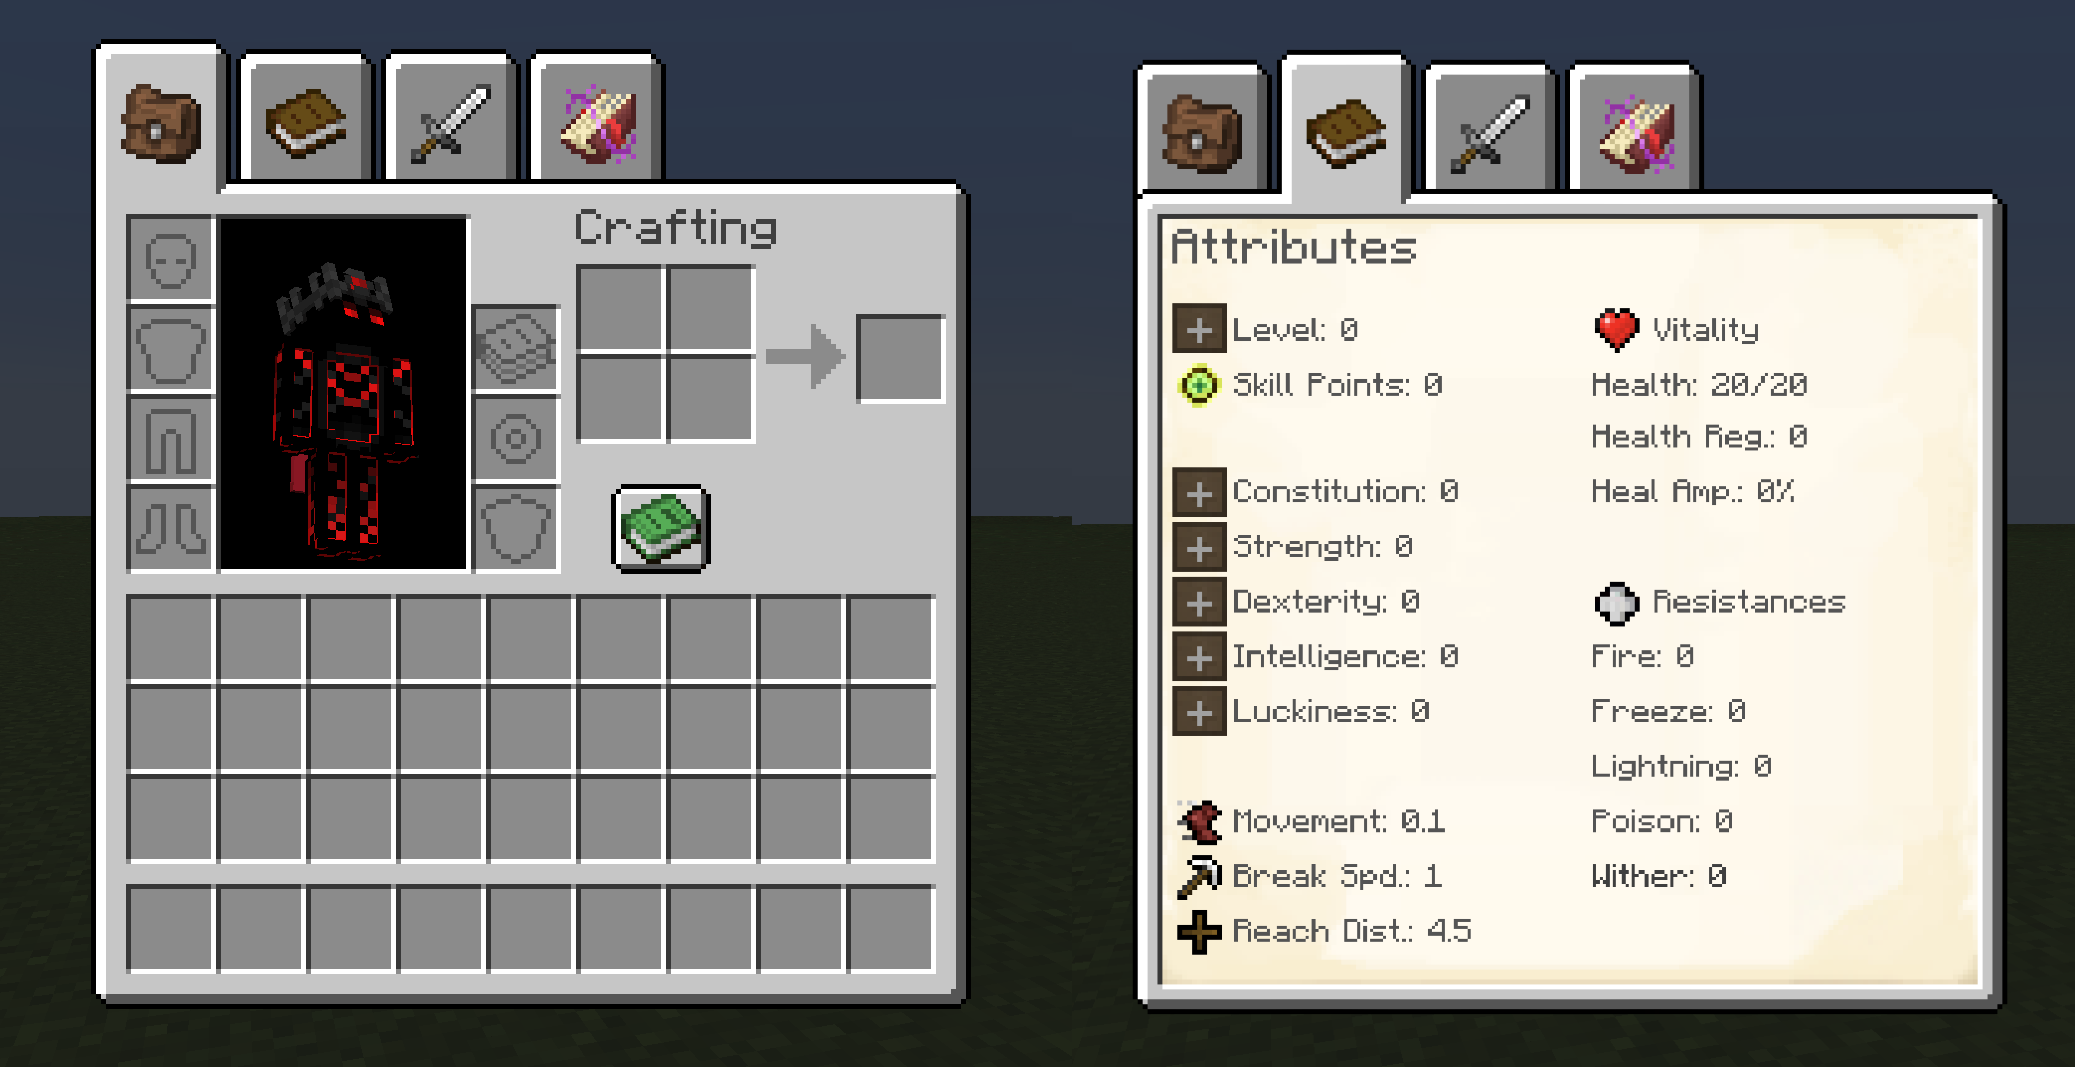 Crafting
Attributes
Level: 0
Skill Points: 0
Constitution: 0
Strength: 0
Dexterity: 0
Intelligence: 0
Luckiness: 0
Movement: 0.1
Break Spd.: 1
Reach Dist.: 4.5
Vitality
Health: 20/20
Health Reg.: 0
Heal Amp.: 0%
Resistances
Fire: 0
Freeze: 0
Lightning: 0
Poison: 0
Wither: 0